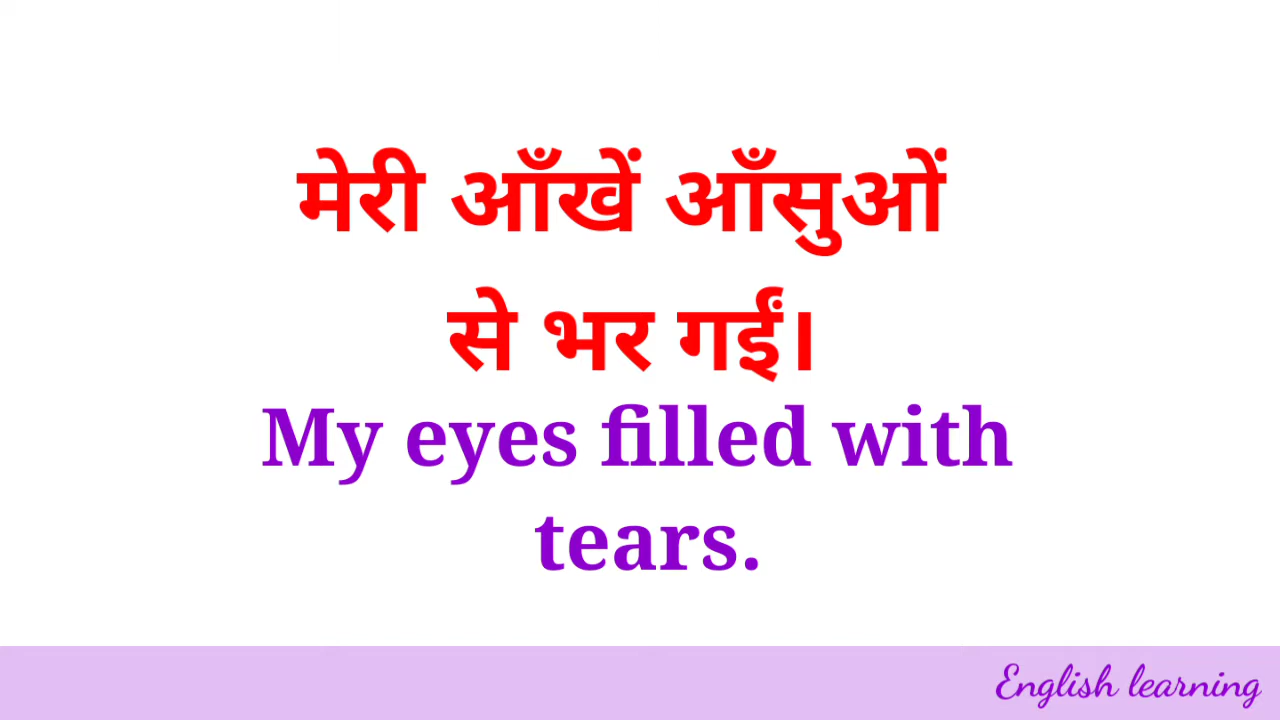 मेरी आँखें आँसुओं
से भर गईं।
My eyes filled with
tears.
English learning